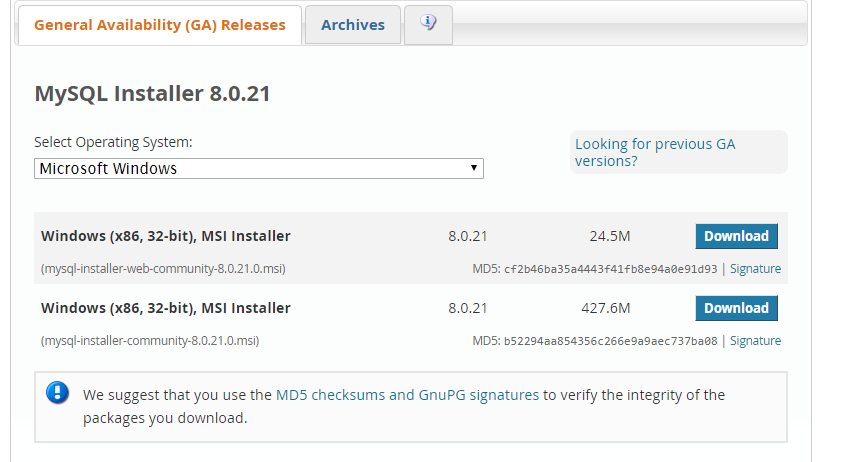 General Availability (GA) Releases
Archives
MySQL Installer 8.0.21
Select Operating System:
Looking for previous GA
versions?
Microsoft Windows
Windows (x86, 32-bit), MSI Installer 8.0.21 24.5M Download
(mysql-installer-web-community-8.0.21.0.msi) MD5: cf2b46ba35a4443f41fb8e94a0e91d93 | Signature
Windows (x86, 32-bit), MSI Installer 8.0.21 427.6M Download
(mysql-installer-community-8.0.21.0.msi) MD5: b52294aa854356c266e9a9aec737ba08 | Signature
We suggest that you use the MD5 checksums and GnuPG signatures to verify the integrity of the
packages you download.